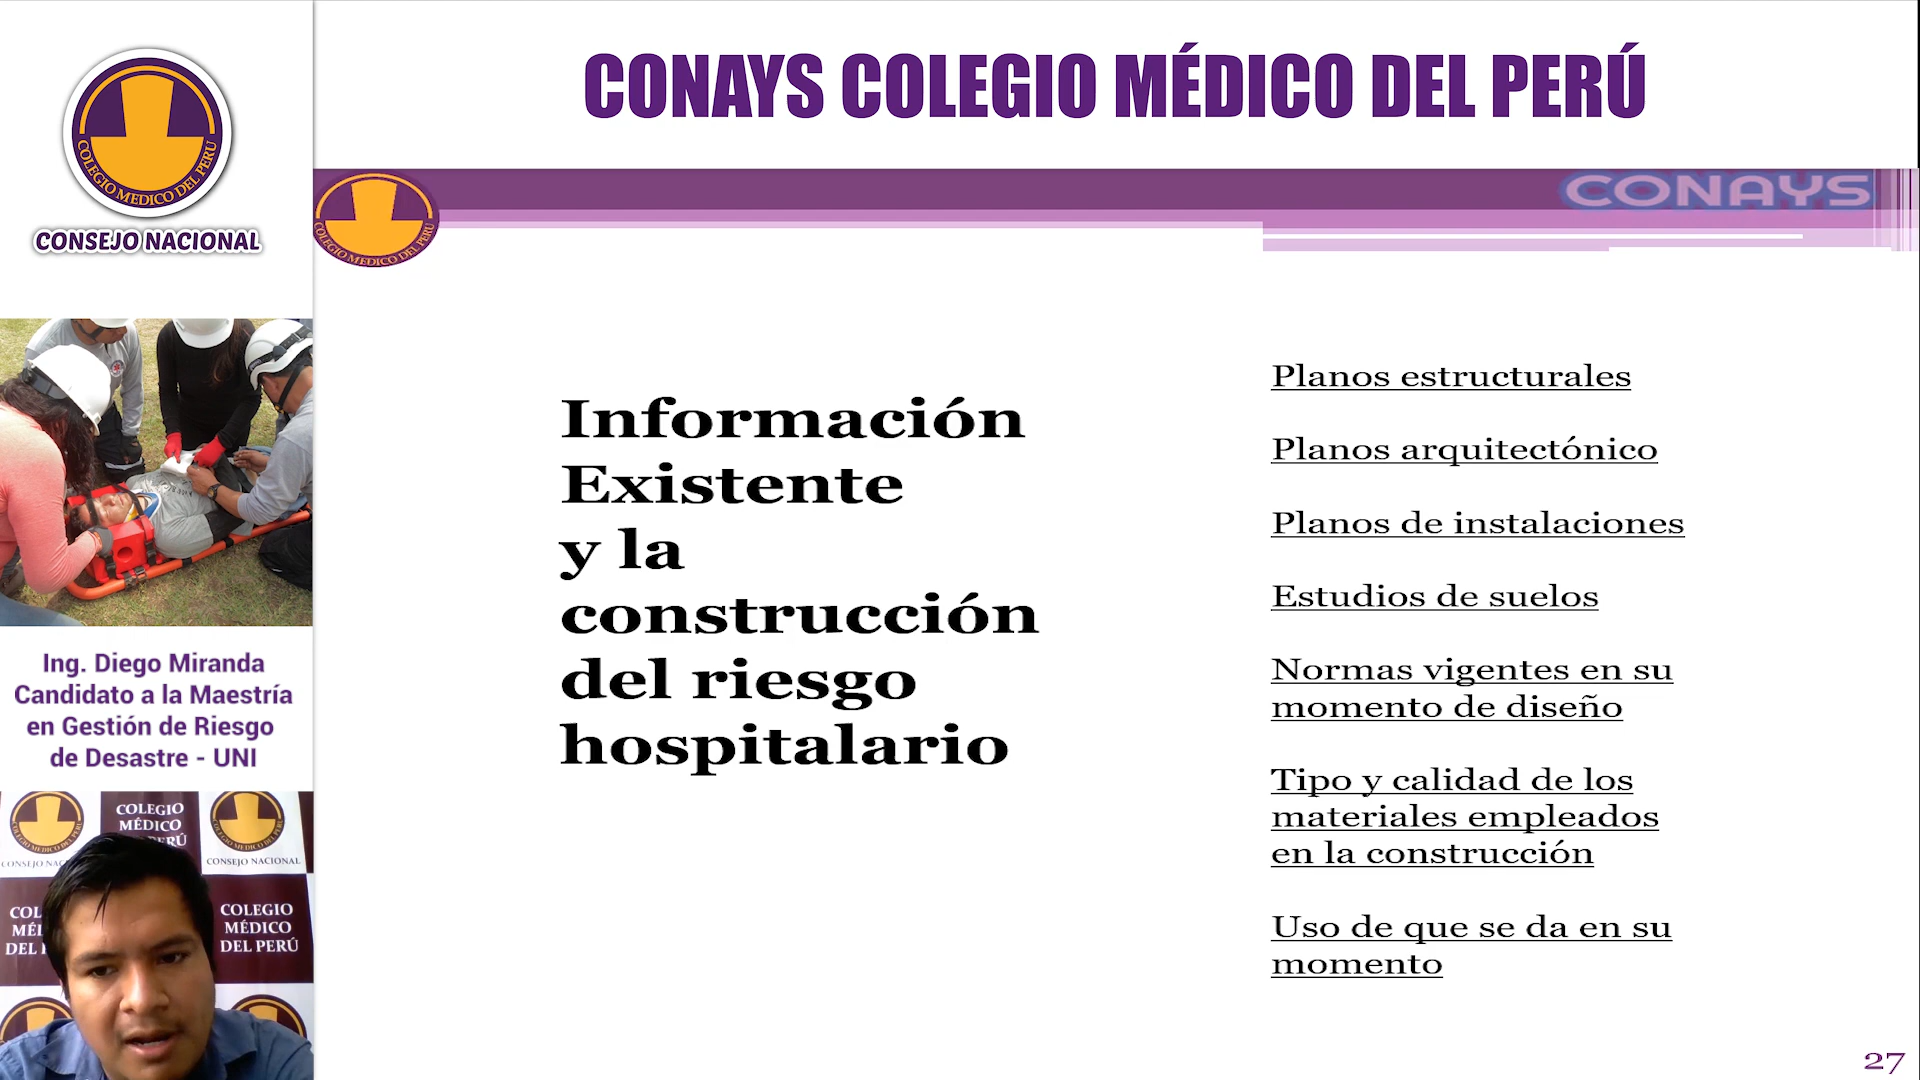 CONAYS COLEGIO MÉDICO DEL PERÚ
COLEGIO MEDICO DEL PERU
CONSEJO NACIONAL
COLEGIO MEDICO DEL PERU
CONAYS
Información
Existente
y la
construcción
del riesgo
hospitalario
Planos estructurales
Planos arquitectónico
Planos de instalaciones
Estudios de suelos
Normas vigentes en su
momento de diseño
Tipo y calidad de los
materiales empleados
en la construcción
Uso de que se da en su
momento
Ing. Diego Miranda
Candidato a la Maestría
en Gestión de Riesgo
de Desastre - UNI
COLEGIO
MÉDICO
CONSEJO NACIONAL
COLEGIO
MÉDICO
DEL PERÚ
27